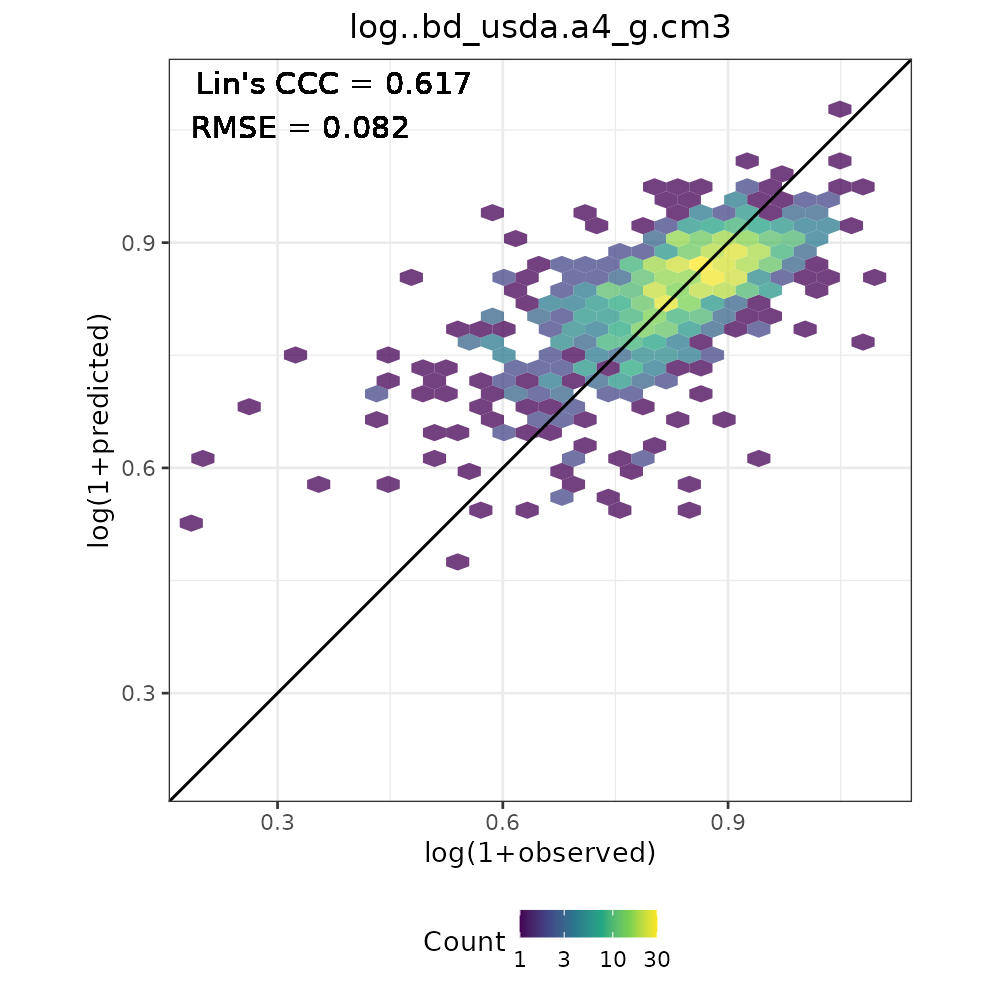 log..bd_usda.a4_g.cm3
Lin's CCC = 0.617
RMSE = 0.082
log(1+predicted)
0.9
0.6
0.3
0.3 0.6 0.9
log(1+observed)
Count
1 3 10 30